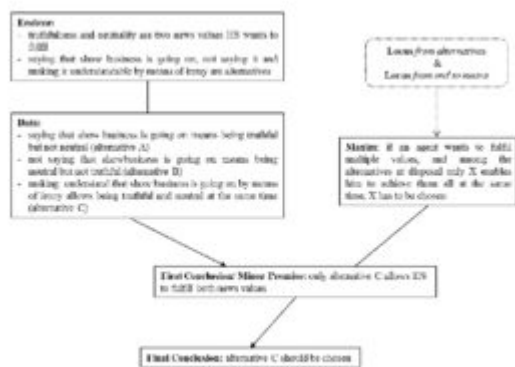 Endoxon:
- truthfulness and neutrality are two news values HS wants to
fulfil
- saying that show business is going on, not saying it and
making it understandable by means of irony are alternatives
Locus from alternatives
&
Locus from end to means
Data:
- saying that show business is going on means being truthful
but not neutral (alternative A)
- not saying that showbusiness is going on means being
neutral but not truthful (alternative B)
- making understand that show business is going on by means
of irony allows being truthful and neutral at the same time
(alternative C)
Maxim: if an agent wants to fulfil
multiple values, and among the
alternatives at disposal only X enables
him to achieve them all at the same
time, X has to be chosen
First Conclusion/Minor Premise: only alternative C allows
to fulfil both news values
Final Conclusion: alternative C should be chosen